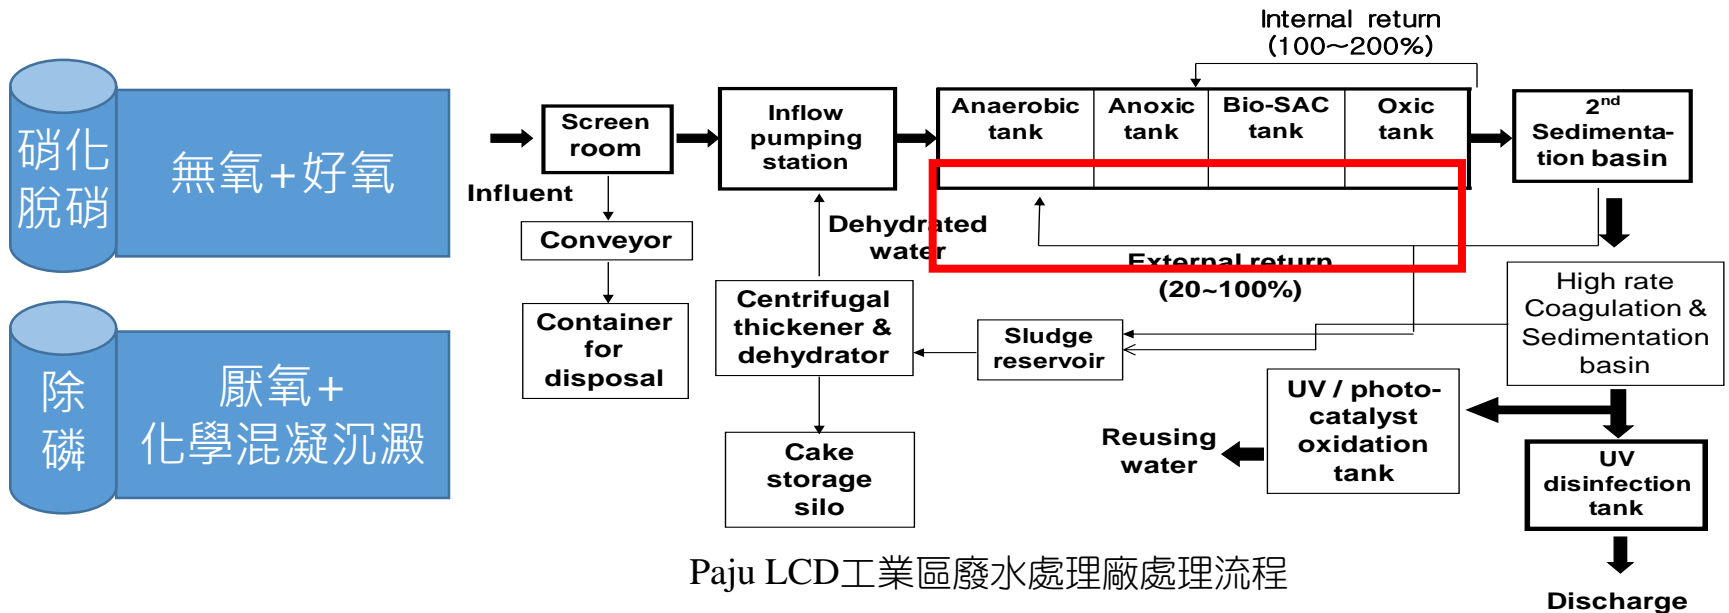 硝化
脫硝
無氧+好氧
除
磷
厭氧+
化學混凝沉澱
Influent
Screen
room
Conveyor
Container
for
disposal
Inflow
pumping
station
Dehydrated
water
Centrifugal
thickener &
dehydrator
Cake
storage
silo
Internal return
(100~200%)
Anaerobic
tank
Anoxic
tank
Bio-SAC
tank
Oxic
tank
External return
(20~100%)
Sludge
reservoir
2nd
Sedimenta-
tion basin
High rate
Coagulation &
Sedimentation
basin
UV / photo-
catalyst
oxidation
tank
Reusing
water
UV
disinfection
tank
Discharge
Paju LCD工業區廢水處理廠處理流程